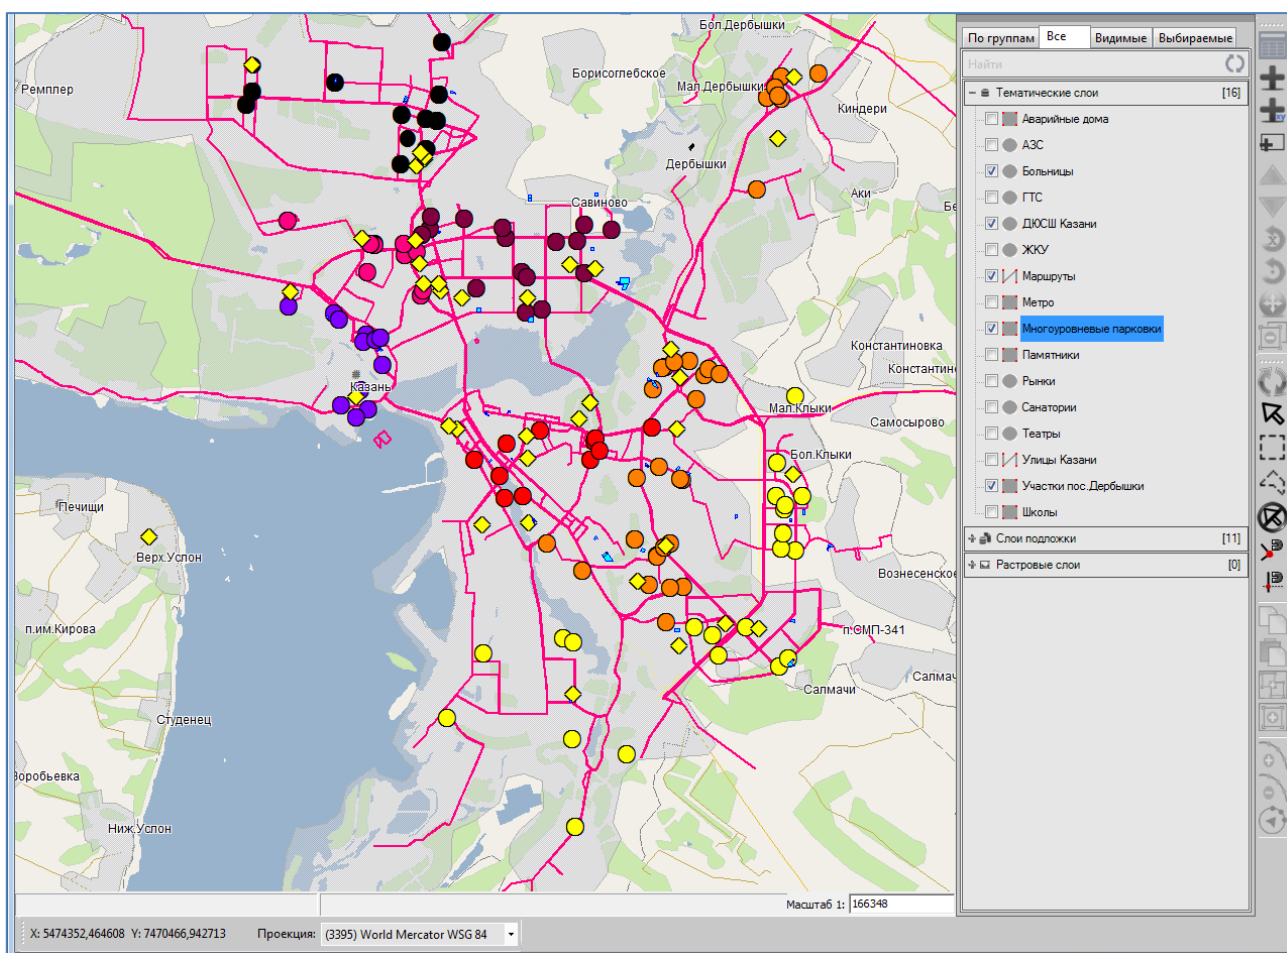 Бол.Дербышки
Борисоглебское
Ремплер
Мал.Дербышки
Киндери
Дербышки
Аки
Савиново
Константиновка
Казань
Мал.Клыки
Самосырово
Бол.Клыки
Печищи
Верх.Услон
Вознесенское
п.им.Кирова
п.СМП-341
Салмачи
Студенец
Ниж.Услон
По группам Все Видимые Выбираемые
Найти
Тематические слои [16]
Аварийные дома
АЗС
Больницы
ГТС
ДЮСШ Казани
ЖКУ
Маршруты
Метро
Многоуровневые парковки
Памятники
Рынки
Санатории
Театры
Улицы Казани
Участки пос.Дербышки
Школы
Слои подложки [11]
Растровые слои [0]
Масштаб 1: 166348
X: 5474352,464608 Y: 7470466,942713 Проекция: (3395) World Mercator WSG 84